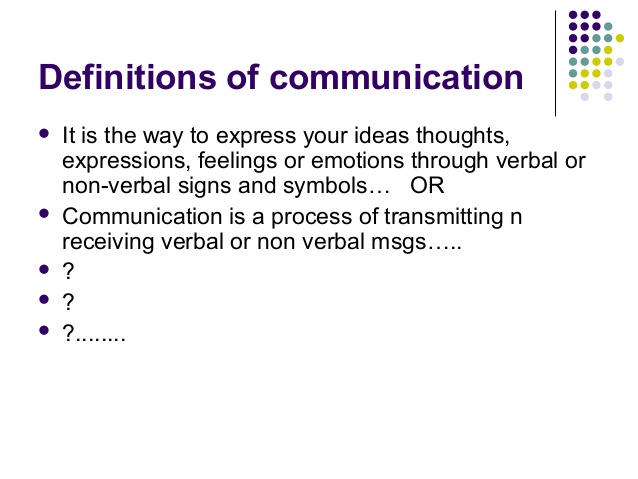 Definitions of communication
It is the way to express your ideas thoughts,
expressions, feelings or emotions through verbal or
non-verbal signs and symbols… OR
Communication is a process of transmitting n
receiving verbal or non verbal msgs…..
?
?
?........